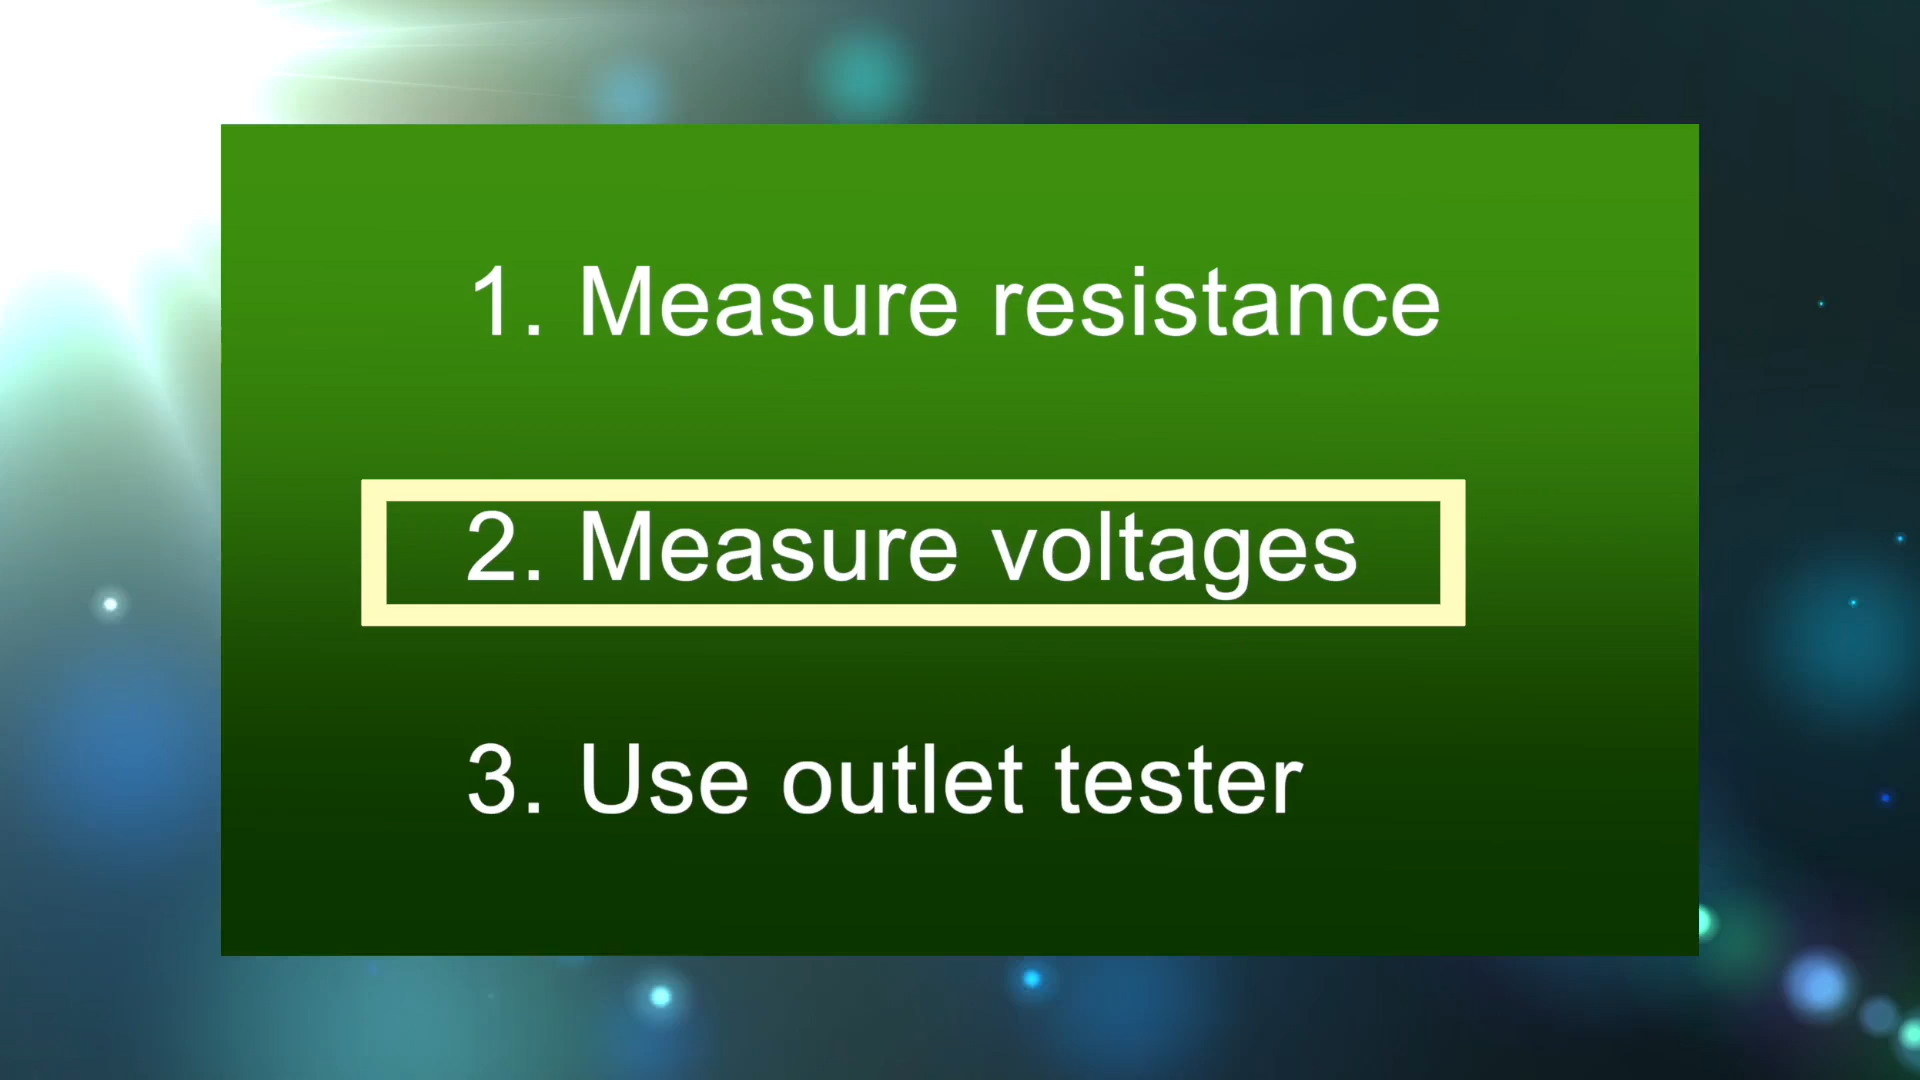 1. Measure resistance
2. Measure voltages
3. Use outlet tester